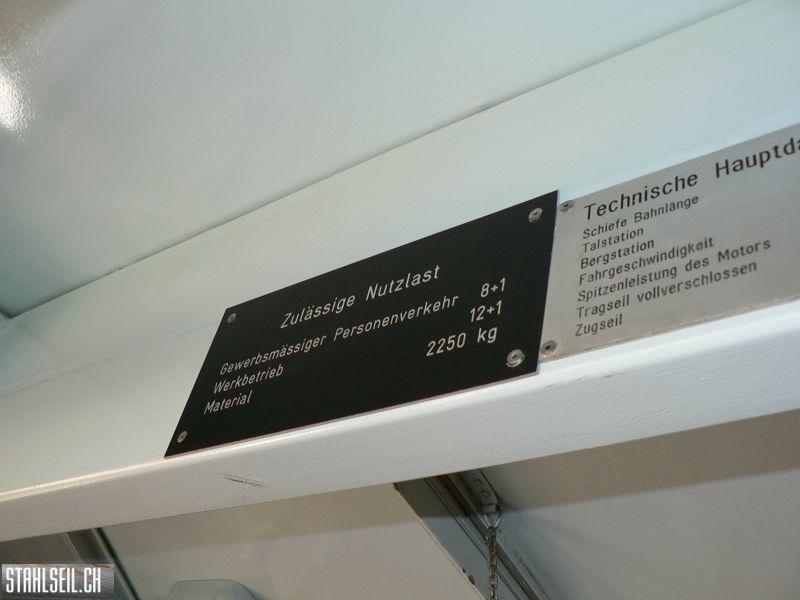 Zulässige Nutzlast
Gewerbsmässiger Personenverkehr 8+1
Werkbetrieb 12+1
Material 2250 kg
Technische
Schiefe Bahnlänge
Talstation
Bergstation
Fahrgeschwindigkeit
Spitzenleistung des Motors
Tragseil vollverschlossen
Zugseil
STAHLSEIL.CH